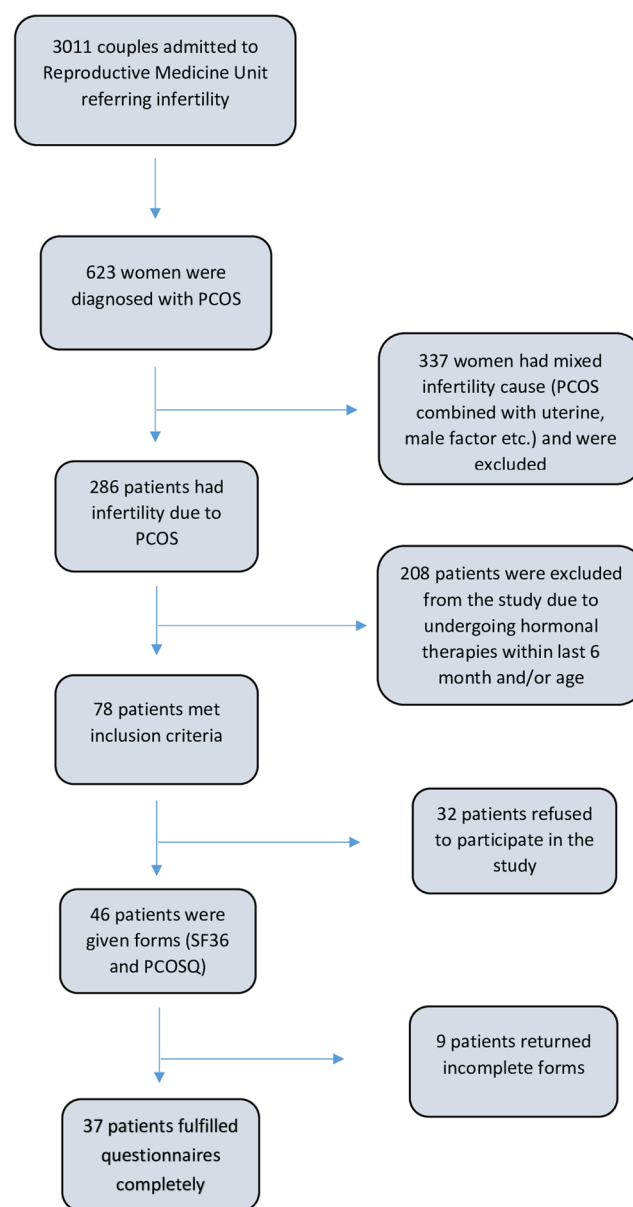 3011 couples admitted to
Reproductive Medicine Unit
referring infertility
623 women were
diagnosed with PCOS
337 women had mixed
infertility cause (PCOS
combined with uterine,
male factor etc.) and were
excluded
286 patients had
infertility due to
PCOS
208 patients were excluded
from the study due to
undergoing hormonal
therapies within last 6
month and/or age
78 patients met
inclusion criteria
32 patients refused
to participate in the
study
46 patients were
given forms (SF36
and PCOSQ)
9 patients returned
incomplete forms
37 patients fulfilled
questionnaires
completely